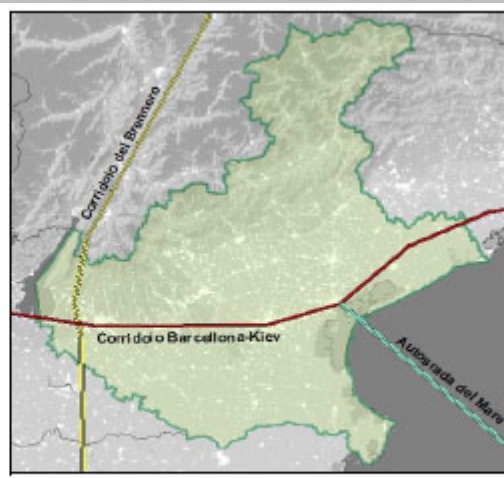 Corridoio del Brennero
Corridoio Barcellona-Kiev
Autostrada del Mare